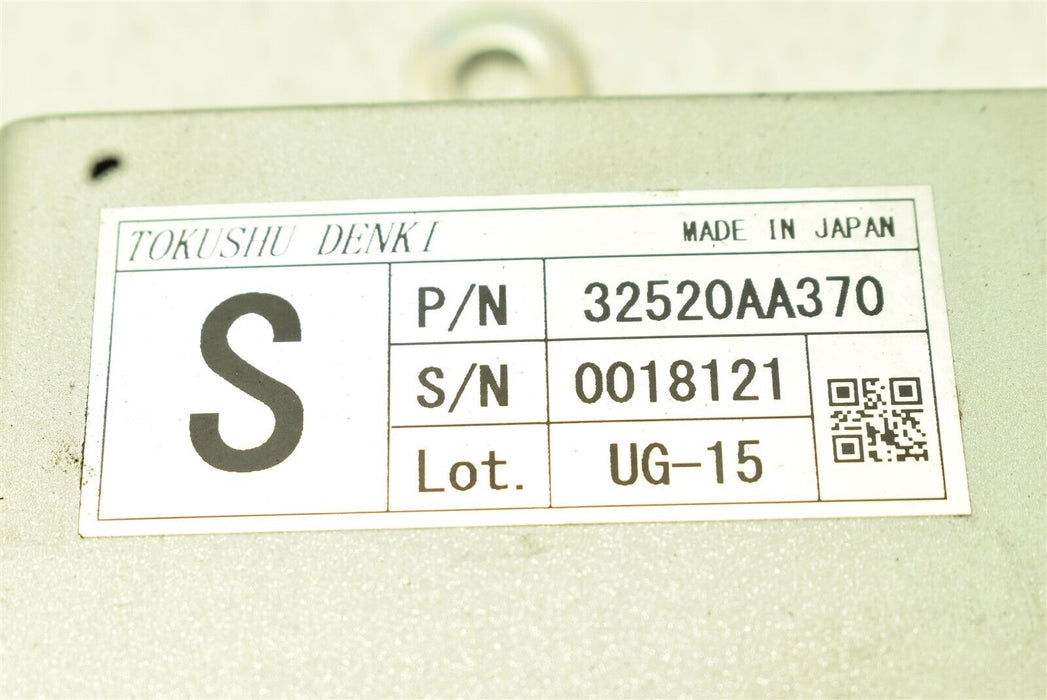 TOKUSHU DENKI MADE IN JAPAN
S
P/N 32520AA370
S/N 0018121
Lot. UG-15